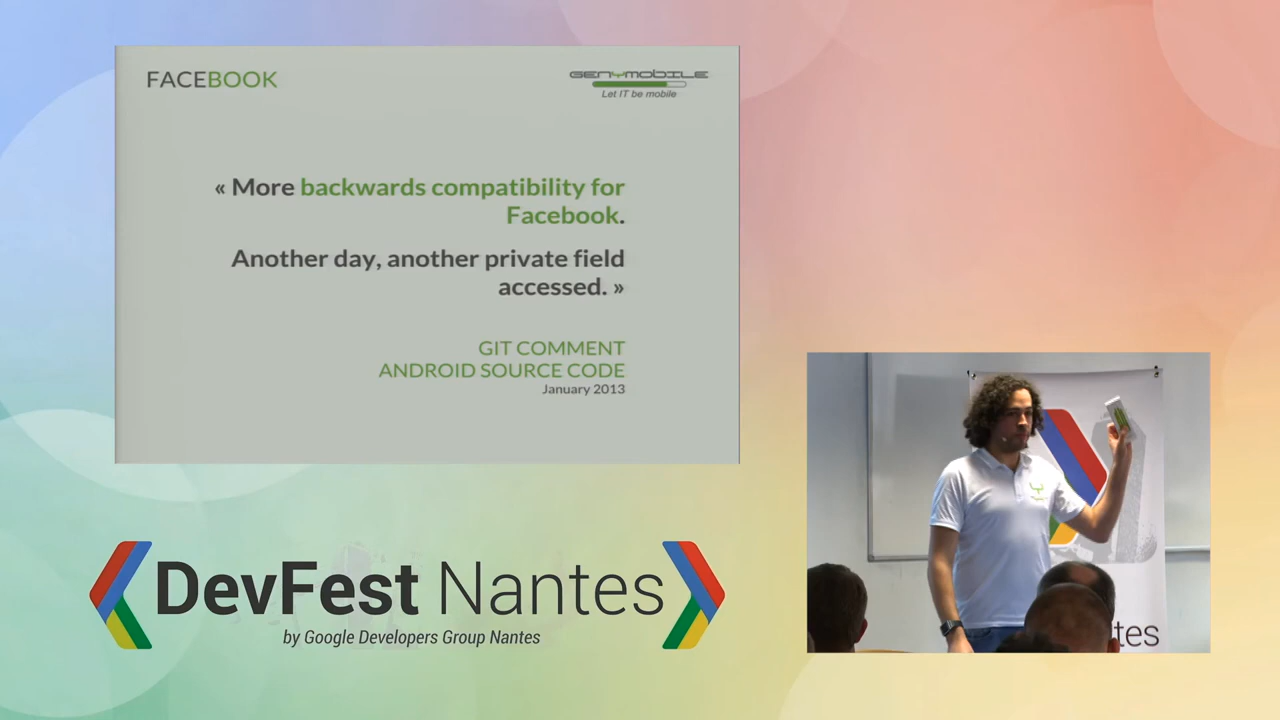 FACEBOOK
GENYMOBILE
Let IT be mobile
« More backwards compatibility for
Facebook.
Another day, another private field
accessed. »
GIT COMMENT
ANDROID SOURCE CODE
January 2013
DevFest Nantes
by Google Developers Group Nantes
tes